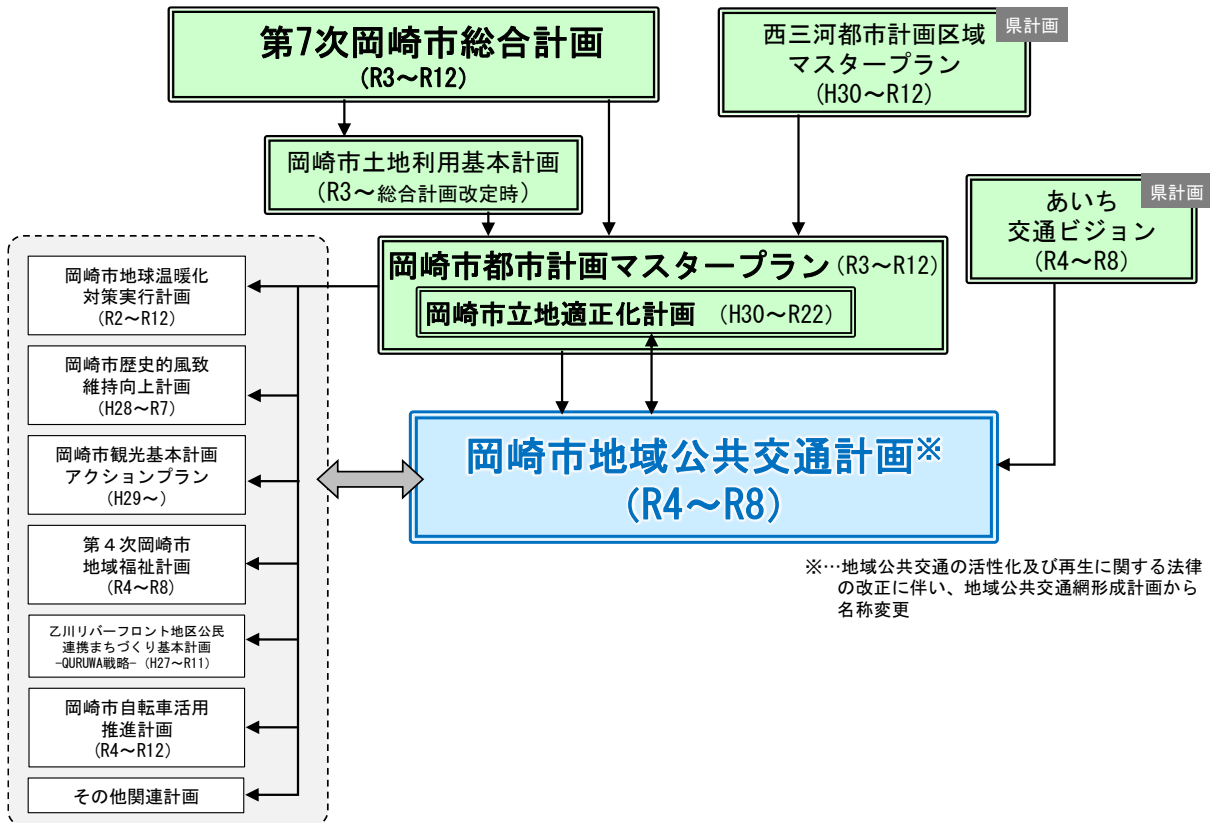 第7次岡崎市総合計画
(R3～R12)
県計画
西三河都市計画区域
マスタープラン
(H30～R12)
岡崎市土地利用基本計画
(R3～総合計画改定時)
県計画
あいち
交通ビジョン
(R4～R8)
岡崎市都市計画マスタープラン(R3～R12)
岡崎市立地適正化計画 (H30～R22)
岡崎市地球温暖化
対策実行計画
(R2～R12)
岡崎市歴史的風致
維持向上計画
(H28～R7)
岡崎市観光基本計画
アクションプラン
(H29～)
第４次岡崎市
地域福祉計画
(R4～R8)
乙川リバーフロント地区公民
連携まちづくり基本計画
-QURUWA戦略- (H27～R11)
岡崎市自転車活用
推進計画
(R4～R12)
その他関連計画
岡崎市地域公共交通計画※
(R4～R8)
※…地域公共交通の活性化及び再生に関する法律
の改正に伴い、地域公共交通網形成計画から
名称変更